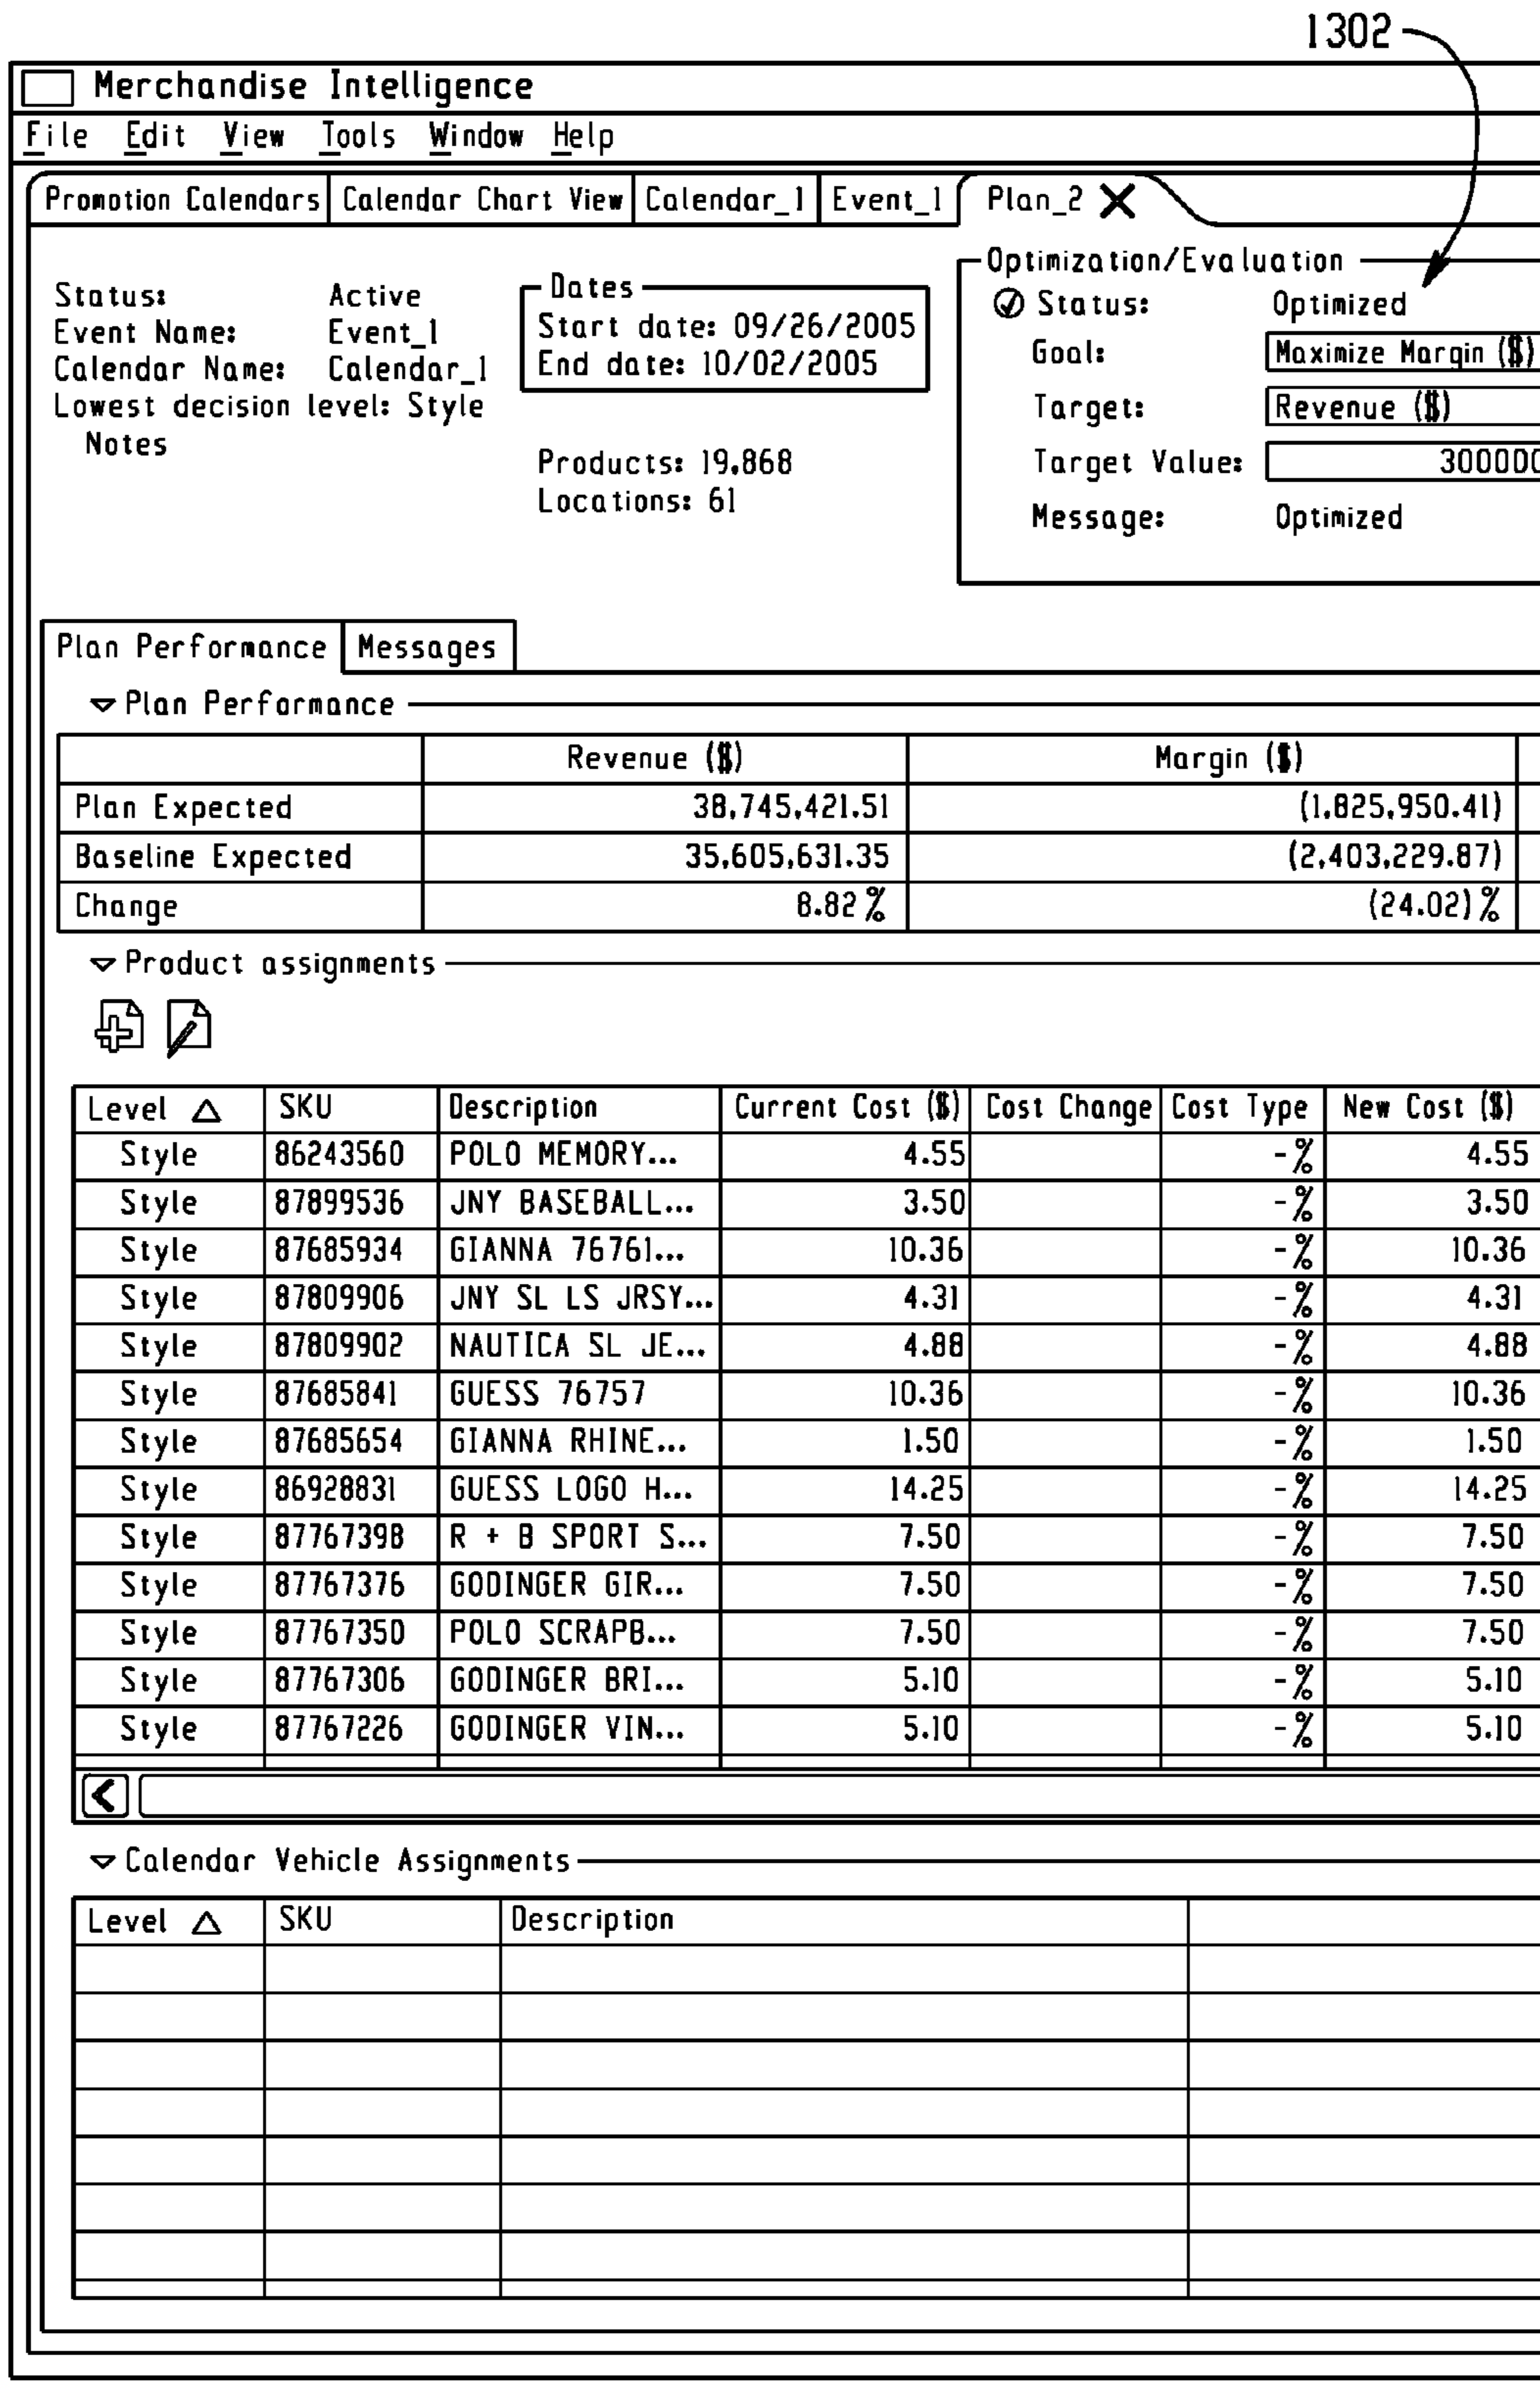 1302
Merchandise Intelligence
File Edit View Tools Window Help
Promotion Calendars Calendar Chart View Calendar_1 Event_1 Plan_2
Status: Active
Event Name: Event_1
Calendar Name: Calendar_1
Lowest decision level: Style
Notes
Dates
Start date: 09/26/2005
End date: 10/02/2005
Products: 19,868
Locations: 61
Optimization/Evaluation
Status: Optimized
Goal: Maximize Margin ($)
Target: Revenue ($)
Target Value: 300000
Message: Optimized
Plan Performance Messages
Plan Performance
Revenue ($) Margin ($)
Plan Expected 38,745,421.51 (1,825,950.41)
Baseline Expected 35,605,631.35 (2,403,229.87)
Change 8.82% (24.02)%
Product assignments
Level SKU Description Current Cost ($) Cost Change Cost Type New Cost ($)
Style 86243560 POLO MEMORY... 4.55 -% 4.55
Style 87899536 JNY BASEBALL... 3.50 -% 3.50
Style 87685934 GIANNA 76761... 10.36 -% 10.36
Style 87809906 JNY SL LS JRSY... 4.31 -% 4.31
Style 87809902 NAUTICA SL JE... 4.88 -% 4.88
Style 87685841 GUESS 76757 10.36 -% 10.36
Style 87685654 GIANNA RHINE... 1.50 -% 1.50
Style 86928831 GUESS LOGO H... 14.25 -% 14.25
Style 87767398 R + B SPORT S... 7.50 -% 7.50
Style 87767376 GODINGER GIR... 7.50 -% 7.50
Style 87767350 POLO SCRAPB... 7.50 -% 7.50
Style 87767306 GODINGER BRI... 5.10 -% 5.10
Style 87767226 GODINGER VIN... 5.10 -% 5.10
Calendar Vehicle Assignments
Level SKU Description